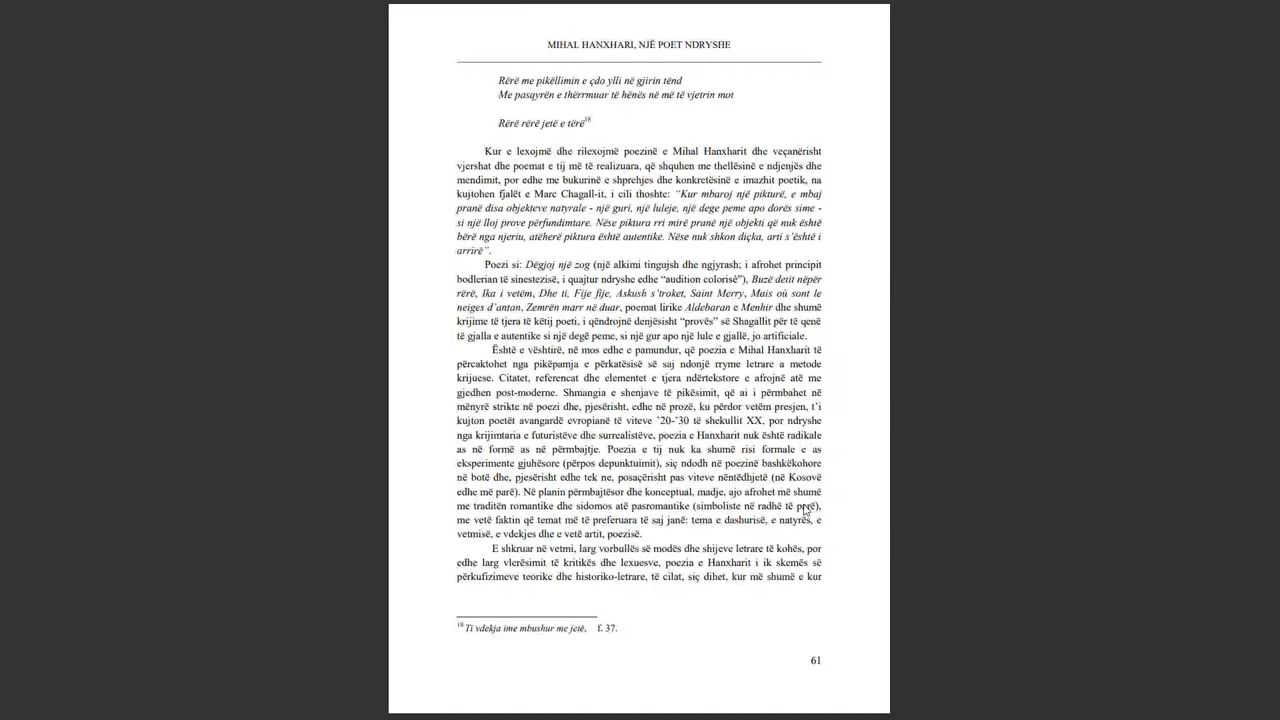 MIHAL HANXHARI, NJË POET NDRYSHE
Rërë me pikëllimin e çdo ylli në gjirin tënd
Me pasqyrën e thërrmuar të hënës në më të vjetrin mot
Rërë rërë jetë e tërë18
Kur e lexojmë dhe rilexojmë poezinë e Mihal Hanxharit dhe veçanërisht
vjershat dhe poemat e tij më të realizuara, që shquhen me thellësinë e ndjenjës dhe
mendimit, por edhe me bukurinë e shprehjes dhe konkretësinë e imazhit poetik, na
kujtohen fjalët e Marc Chagall-it, i cili thoshte: “Kur mbaroj një pikturë, e mbaj
pranë disa objekteve natyrale - një guri, një luleje, një dege peme apo dorës sime -
si një lloj prove përfundimtare. Nëse piktura rri mirë pranë një objekti që nuk është
bërë nga njeriu, atëherë piktura është autentike. Nëse nuk shkon diçka, arti s’është i
arrirë”.
Poezi si: Dëgjoj një zog (një alkimi tingujsh dhe ngjyrash; i afrohet principit
bodlerian të sinestezisë, i quajtur ndryshe edhe “audition colorisé”), Buzë detit nëpër
rërë, Ika i vetëm, Dhe ti, Fije fije, Askush s’troket, Saint Merry, Mais où sont le
neiges d’antan, Zemrën marr në duar, poemat lirike Aldebaran e Menhir dhe shumë
krijime të tjera të këtij poeti, i qëndrojnë denjësisht “provës” së Shagallit për të qenë
të gjalla e autentike si një degë peme, si një gur apo një lule e gjallë, jo artificiale.
Është e vështirë, në mos edhe e pamundur, që poezia e Mihal Hanxharit të
përcaktohet nga pikëpamja e përkatësisë së saj ndonjë rryme letrare a metode
krijuese. Citatet, referencat dhe elementet e tjera ndërtekstore e afrojnë atë me
gjedhen post-moderne. Shmangia e shenjave të pikësimit, që ai i përmbahet në
mënyrë strikte në poezi dhe, pjesërisht, edhe në prozë, ku përdor vetëm presjen, t’i
kujton poetët avangardë evropianë të viteve ’20-’30 të shekullit XX, por ndryshe
nga krijimtaria e futuristëve dhe surrealistëve, poezia e Hanxharit nuk është radikale
as në formë as në përmbajtje. Poezia e tij nuk ka shumë risi formale e as
eksperimente gjuhësore (përpos depunktuimit), siç ndodh në poezinë bashkëkohore
në botë dhe, pjesërisht edhe tek ne, posaçërisht pas viteve nëntëdhjetë (në Kosovë
edhe më parë). Në planin përmbajtësor dhe konceptual, madje, ajo afrohet më shumë
me traditën romantike dhe sidomos atë pasromantike (simboliste në radhë të parë),
me vetë faktin që temat më të preferuara të saj janë: tema e dashurisë, e natyrës, e
vetmisë, e vdekjes dhe e vetë artit, poezisë.
E shkruar në vetmi, larg vorbullës së modës dhe shijeve letrare të kohës, por
edhe larg vlerësimit të kritikës dhe lexuesve, poezia e Hanxharit i ik skemës së
përkufizimeve teorike dhe historiko-letrare, të cilat, siç dihet, kur më shumë e kur
18 Ti vdekja ime mbushur me jetë, f. 37.
61